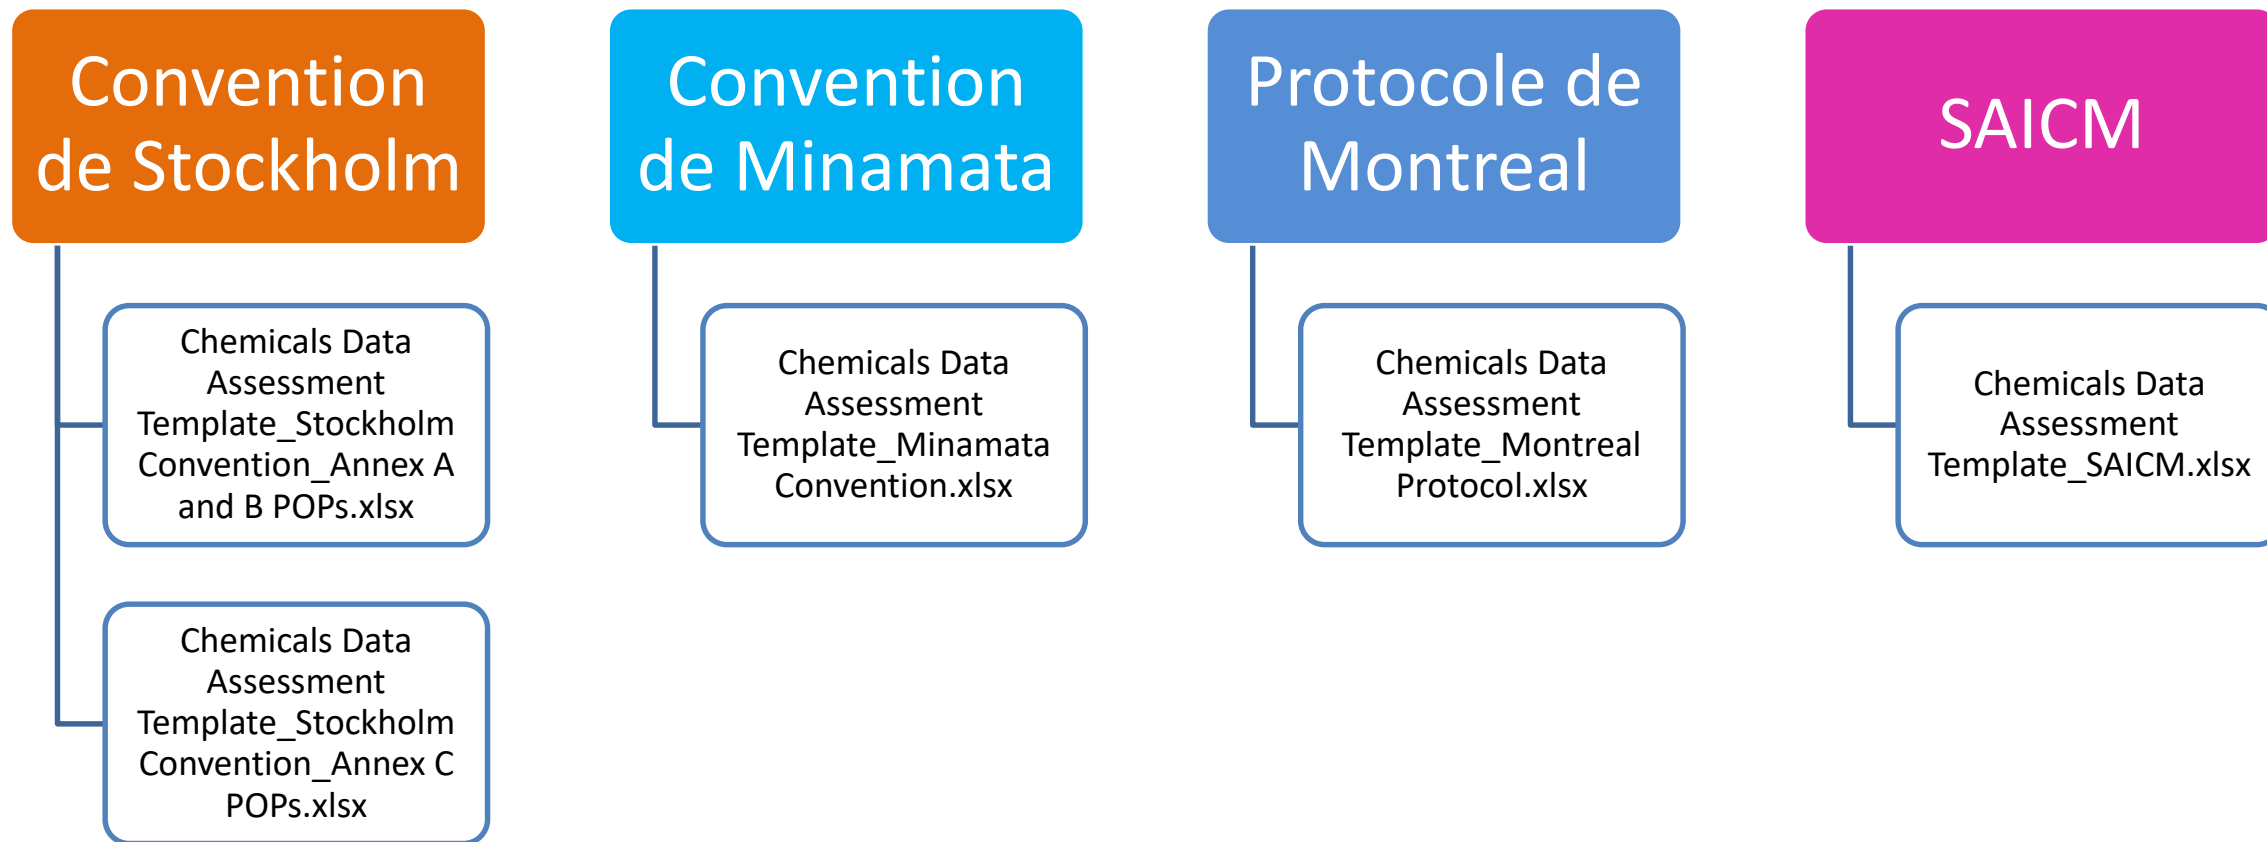 Convention
de Stockholm
Chemicals Data
Assessment
Template_Stockholm
Convention_Annex A
and B POPs.xlsx
Chemicals Data
Assessment
Template_Stockholm
Convention_Annex C
POPs.xlsx
Convention
de Minamata
Chemicals Data
Assessment
Template_Minamata
Convention.xlsx
Protocole de
Montreal
Chemicals Data
Assessment
Template_Montreal
Protocol.xlsx
SAICM
Chemicals Data
Assessment
Template_SAICM.xlsx